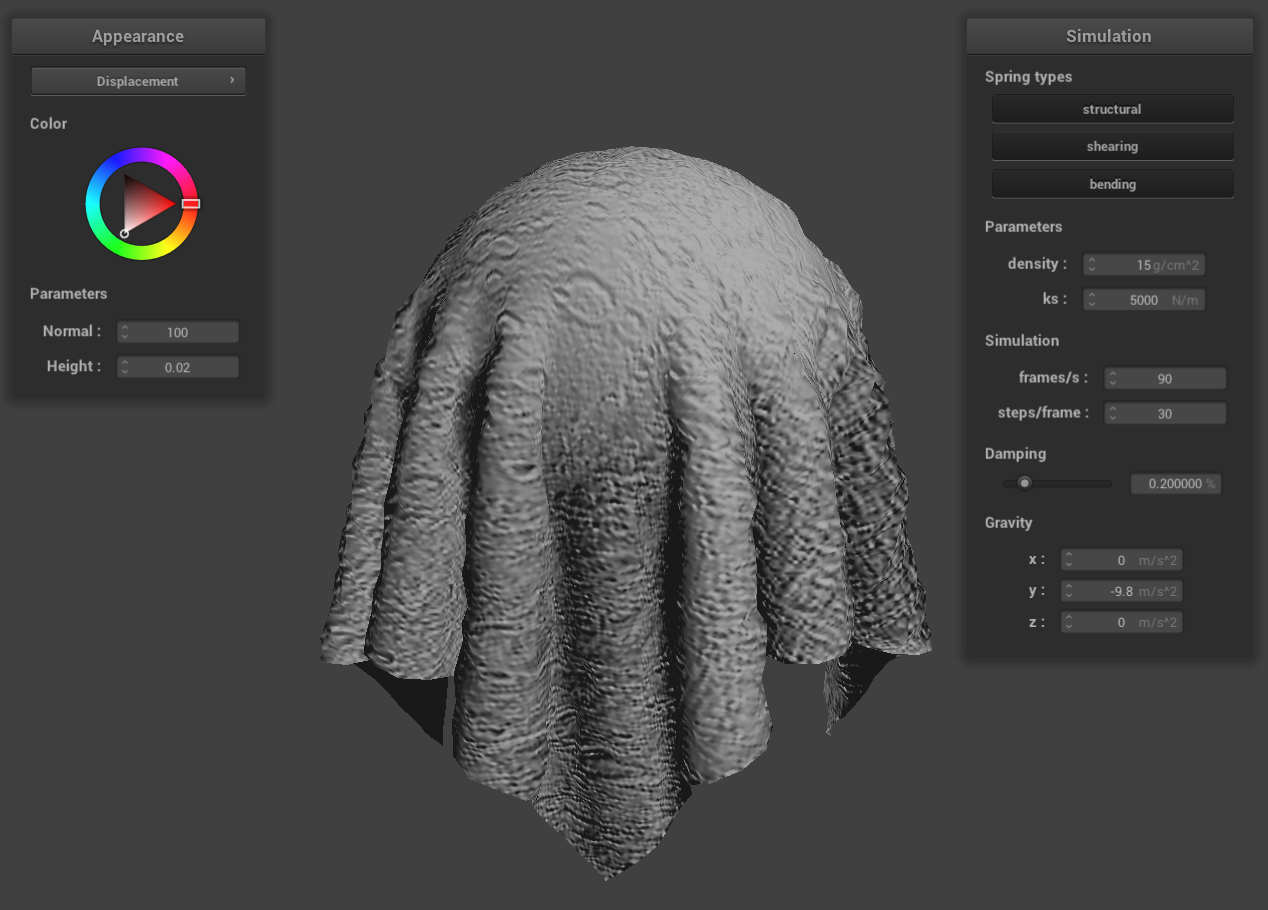 Appearance
Displacement ›
Color
Parameters
Normal : 100
Height : 0.02
Simulation
Spring types
structural
shearing
bending
Parameters
density : 15 g/cm^2
ks : 5000 N/m
Simulation
frames/s : 90
steps/frame : 30
Damping
0.200000 %
Gravity
x : 0 m/s^2
y : -9.8 m/s^2
z : 0 m/s^2